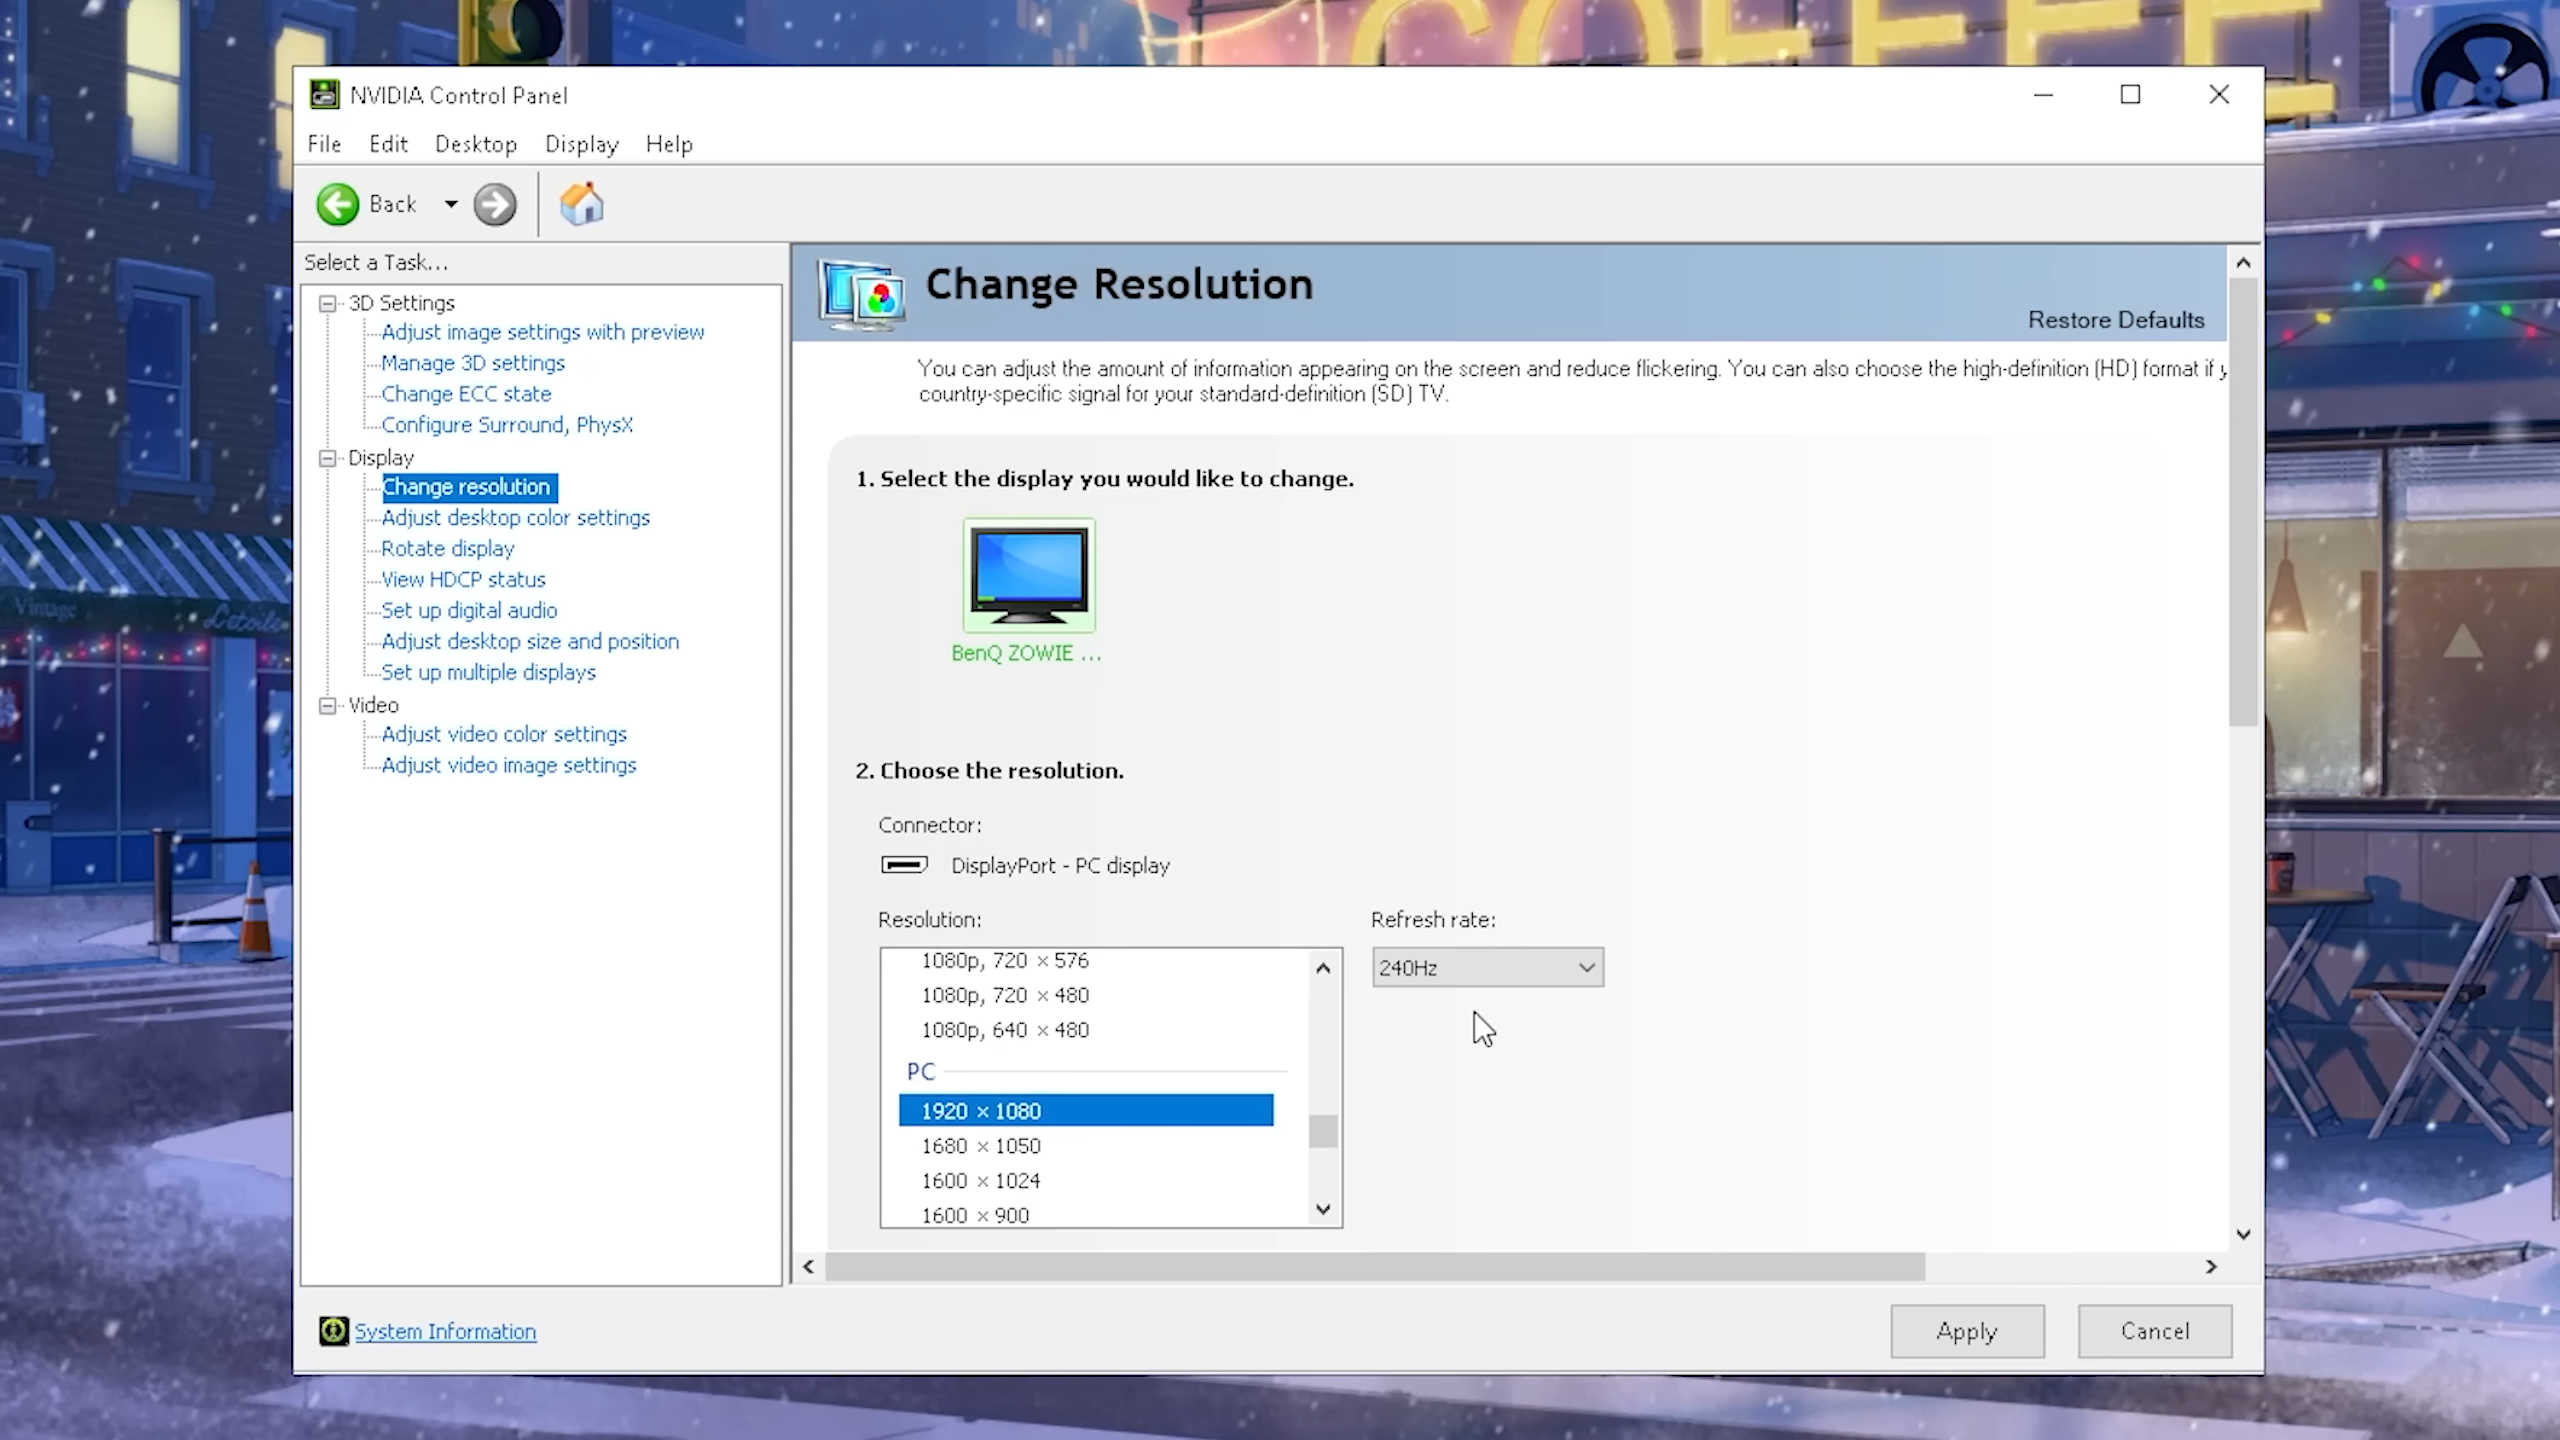 COFFEE
NVIDIA Control Panel
File Edit Desktop Display Help
Back
Select a Task...
3D Settings
Adjust image settings with preview
Manage 3D settings
Change ECC state
Configure Surround, PhysX
Display
Change resolution
Adjust desktop color settings
Rotate display
View HDCP status
Set up digital audio
Adjust desktop size and position
Set up multiple displays
Video
Adjust video color settings
Adjust video image settings
System Information
Change Resolution
Restore Defaults
You can adjust the amount of information appearing on the screen and reduce flickering. You can also choose the high-definition (HD) format if y
country-specific signal for your standard-definition (SD) TV.
1. Select the display you would like to change.
BenQ ZOWIE ...
2. Choose the resolution.
Connector:
DisplayPort - PC display
Resolution:
1080p, 720 × 576
1080p, 720 × 480
1080p, 640 × 480
PC
1920 × 1080
1680 × 1050
1600 × 1024
1600 × 900
Refresh rate:
240Hz
Apply
Cancel
Vintage
L'etoile